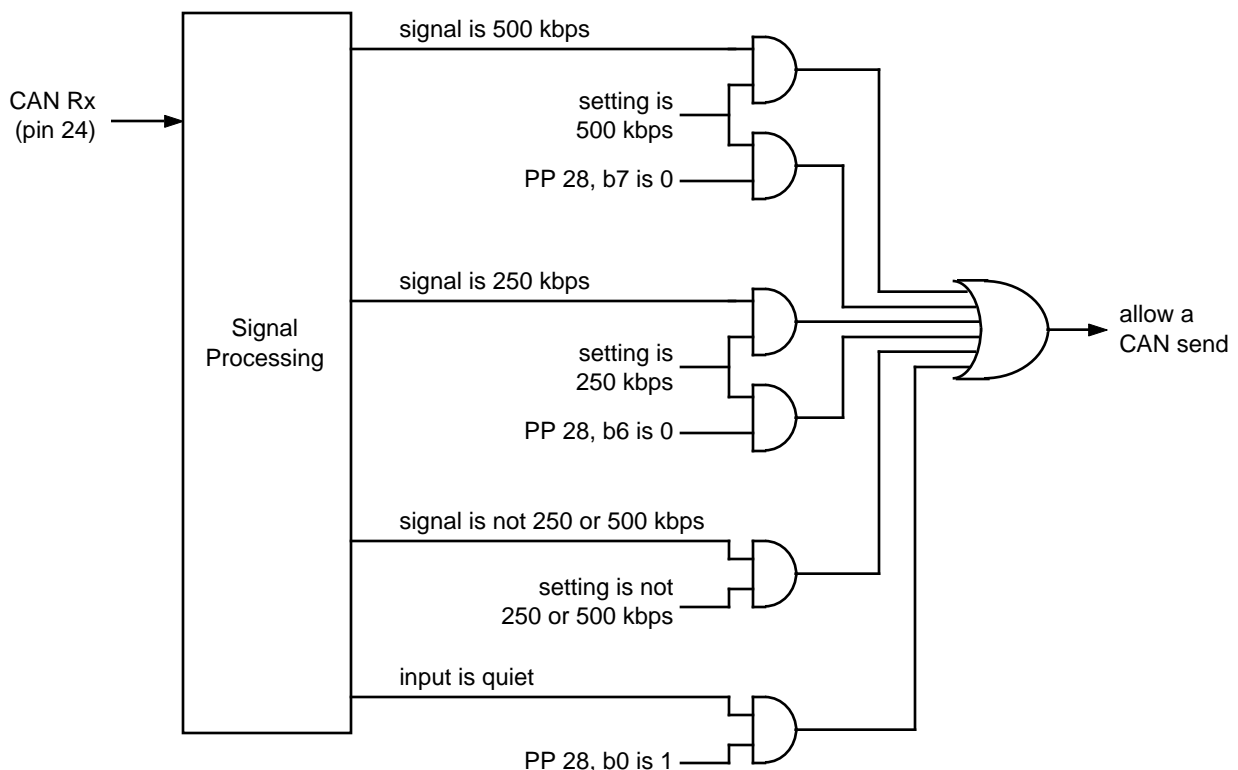 signal is 500 kbps
CAN Rx
(pin 24)
setting is
500 kbps
PP 28, b7 is 0
signal is 250 kbps
Signal
Processing
setting is
250 kbps
PP 28, b6 is 0
allow a
CAN send
signal is not 250 or 500 kbps
setting is not
250 or 500 kbps
input is quiet
PP 28, b0 is 1